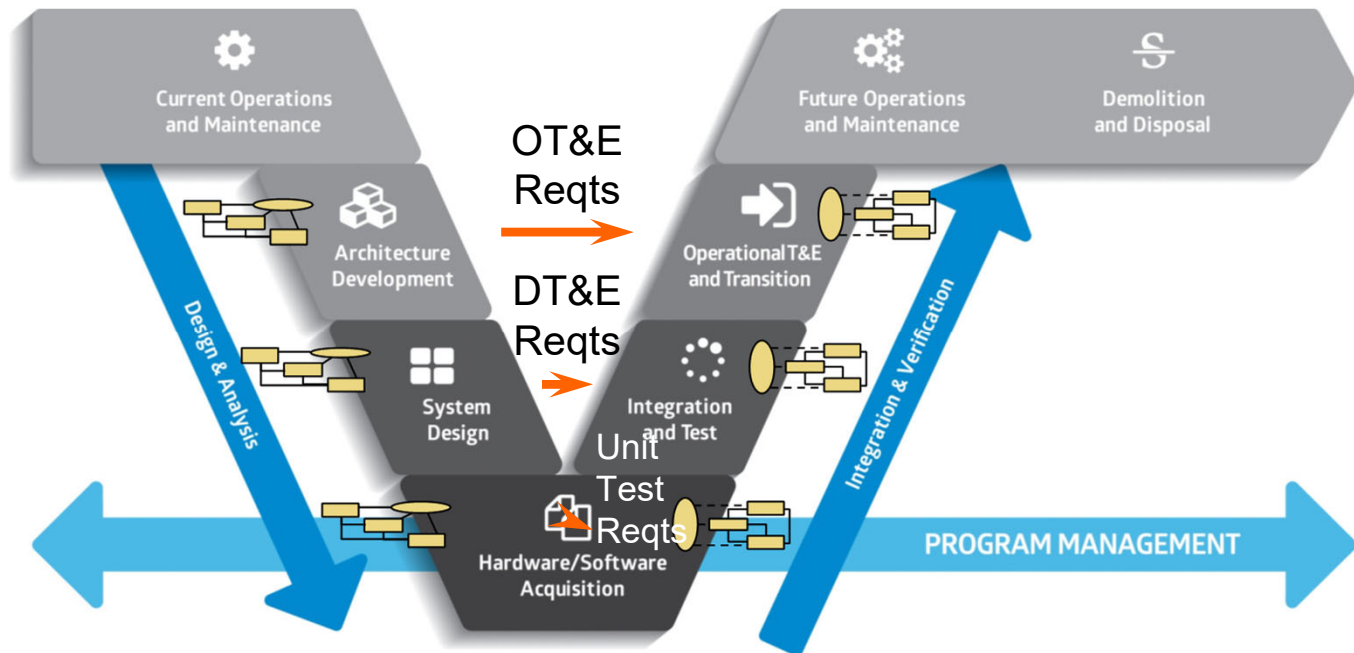 Current Operations
and Maintenance
Future Operations
and Maintenance
Demolition
and Disposal
OT&E
Reqts
Architecture
Development
Operational T&E
and Transition
DT&E
Reqts
System
Design
Integration
and Test
Design & Analysis
Integration & Verification
Unit
Test
Reqts
Hardware/Software
Acquisition
PROGRAM MANAGEMENT